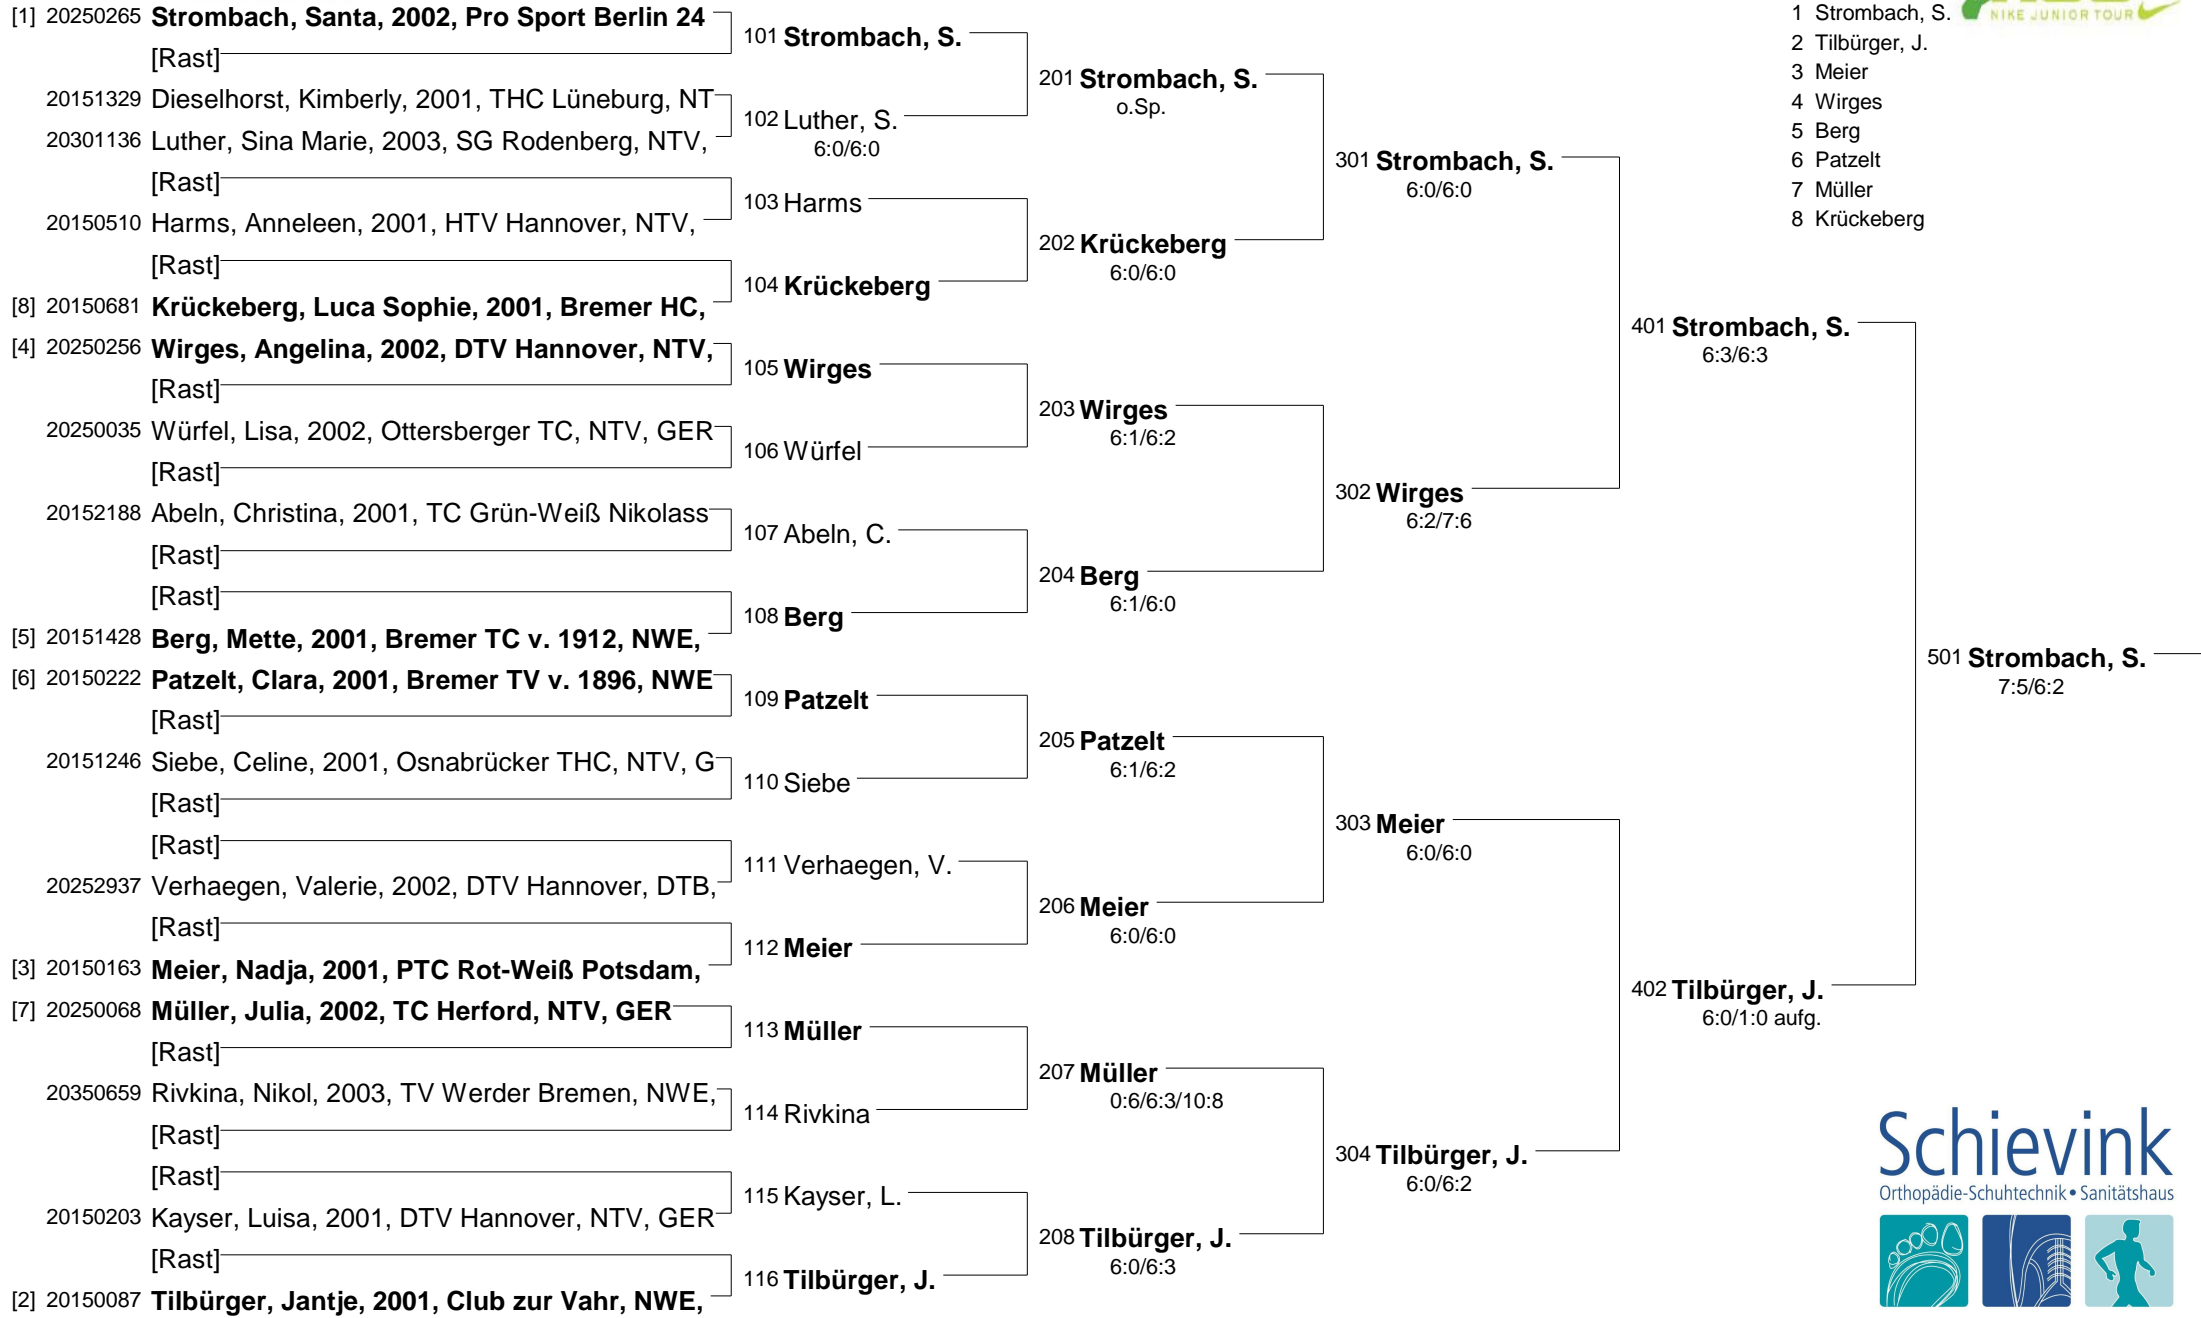 [1] 20250265 Strombach, Santa, 2002, Pro Sport Berlin 24
[Rast]
20151329 Dieselhorst, Kimberly, 2001, THC Lüneburg, NT
20301136 Luther, Sina Marie, 2003, SG Rodenberg, NTV,
[Rast]
20150510 Harms, Anneleen, 2001, HTV Hannover, NTV,
[Rast]
[8] 20150681 Krückeberg, Luca Sophie, 2001, Bremer HC,
[4] 20250256 Wirges, Angelina, 2002, DTV Hannover, NTV,
[Rast]
20250035 Würfel, Lisa, 2002, Ottersberger TC, NTV, GER
[Rast]
20152188 Abeln, Christina, 2001, TC Grün-Weiß Nikolass
[Rast]
[Rast]
[5] 20151428 Berg, Mette, 2001, Bremer TC v. 1912, NWE,
[6] 20150222 Patzelt, Clara, 2001, Bremer TV v. 1896, NWE
[Rast]
20151246 Siebe, Celine, 2001, Osnabrücker THC, NTV, G
[Rast]
[Rast]
20252937 Verhaegen, Valerie, 2002, DTV Hannover, DTB,
[Rast]
[3] 20150163 Meier, Nadja, 2001, PTC Rot-Weiß Potsdam,
[7] 20250068 Müller, Julia, 2002, TC Herford, NTV, GER
[Rast]
20350659 Rivkina, Nikol, 2003, TV Werder Bremen, NWE,
[Rast]
[Rast]
20150203 Kayser, Luisa, 2001, DTV Hannover, NTV, GER
[Rast]
[2] 20150087 Tilbürger, Jantje, 2001, Club zur Vahr, NWE,
101 Strombach, S.
102 Luther, S.
6:0/6:0
103 Harms
104 Krückeberg
105 Wirges
106 Würfel
107 Abeln, C.
108 Berg
109 Patzelt
110 Siebe
111 Verhaegen, V.
112 Meier
113 Müller
114 Rivkina
115 Kayser, L.
116 Tilbürger, J.
201 Strombach, S.
o.Sp.
202 Krückeberg
6:0/6:0
203 Wirges
6:1/6:2
204 Berg
6:1/6:0
205 Patzelt
6:1/6:2
206 Meier
6:0/6:0
207 Müller
0:6/6:3/10:8
208 Tilbürger, J.
6:0/6:3
301 Strombach, S.
6:0/6:0
302 Wirges
6:2/7:6
303 Meier
6:0/6:0
304 Tilbürger, J.
6:0/6:2
401 Strombach, S.
6:3/6:3
402 Tilbürger, J.
6:0/1:0 aufg.
501 Strombach, S.
7:5/6:2
1 Strombach, S.
2 Tilbürger, J.
3 Meier
4 Wirges
5 Berg
6 Patzelt
7 Müller
8 Krückeberg
NIKE JUNIOR TOUR
Schievink
Orthopädie-Schuhtechnik • Sanitätshaus